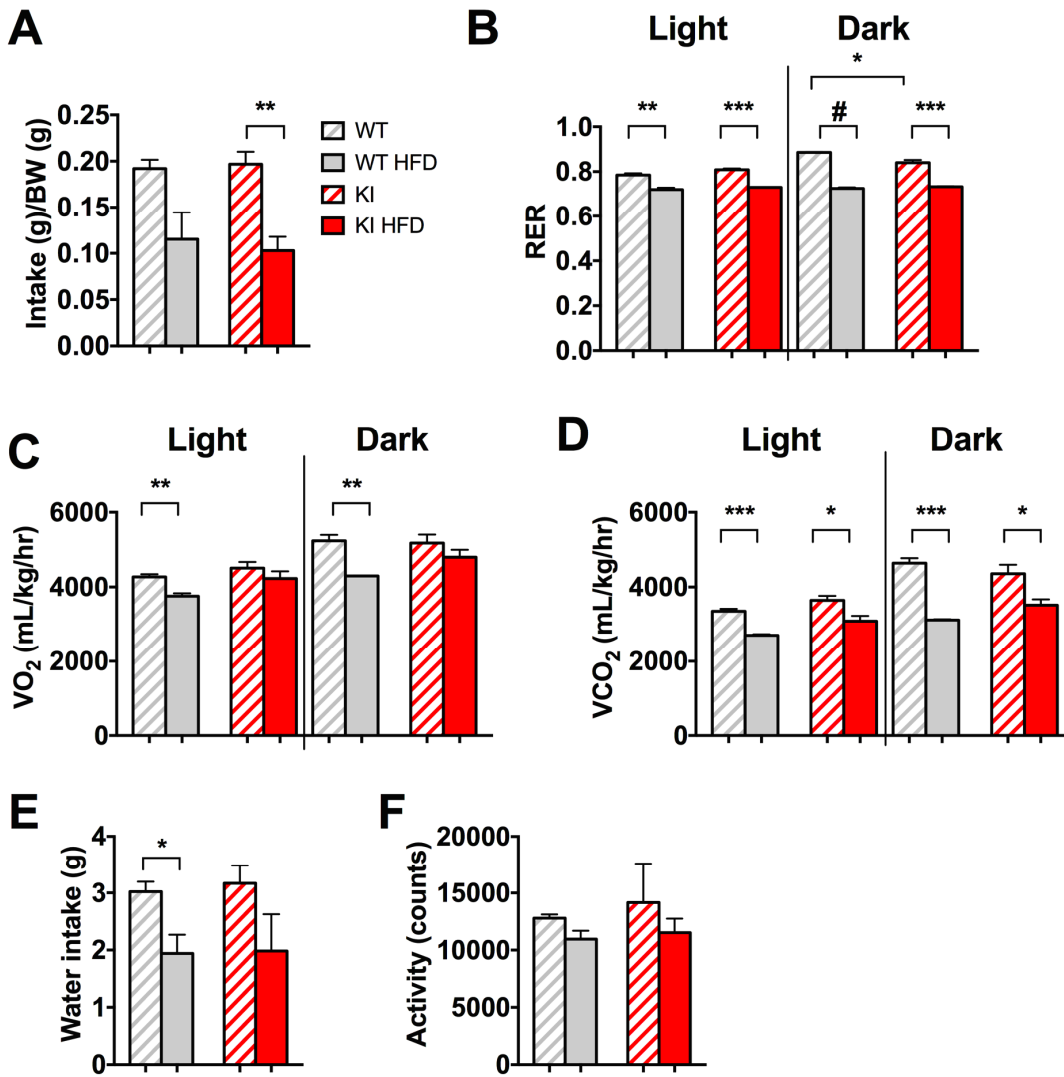 A
Intake (g)/BW (g)
0.25
0.20
0.15
0.10
0.05
0.00
**
WT
WT HFD
KI
KI HFD
B
Light
Dark
RER
1.0
0.8
0.6
0.4
0.2
0.0
**
***
*
#
***
C
Light
Dark
VO2 (mL/kg/hr)
6000
4000
2000
0
**
**
D
Light
Dark
VCO2 (mL/kg/hr)
6000
4000
2000
0
***
*
***
*
E
Water intake (g)
4
3
2
1
0
*
F
Activity (counts)
20000
15000
10000
5000
0